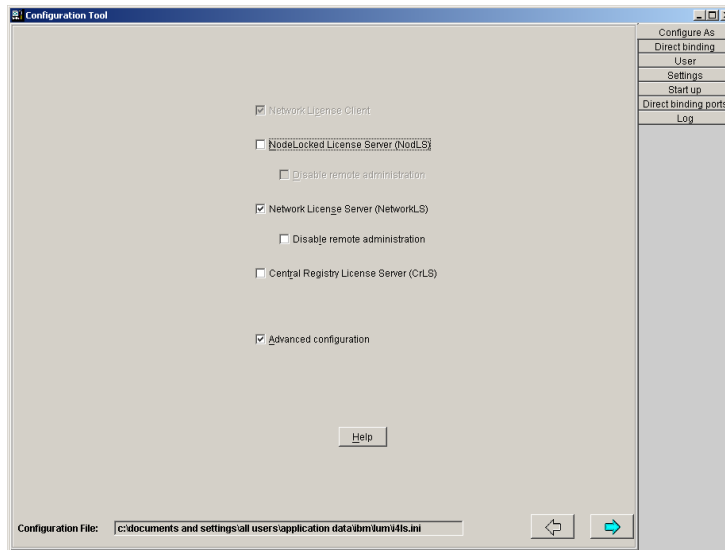 Configuration Tool
Configure As
Direct binding
User
Settings
Start up
Direct binding ports
Log
Network License Client
NodeLocked License Server (NodLS)
Disable remote administration
Network License Server (NetworkLS)
Disable remote administration
Central Registry License Server (CrLS)
Advanced configuration
Help
Configuration File: c:\documents and settings\all users\application data\ibm\lum\i4ls.ini